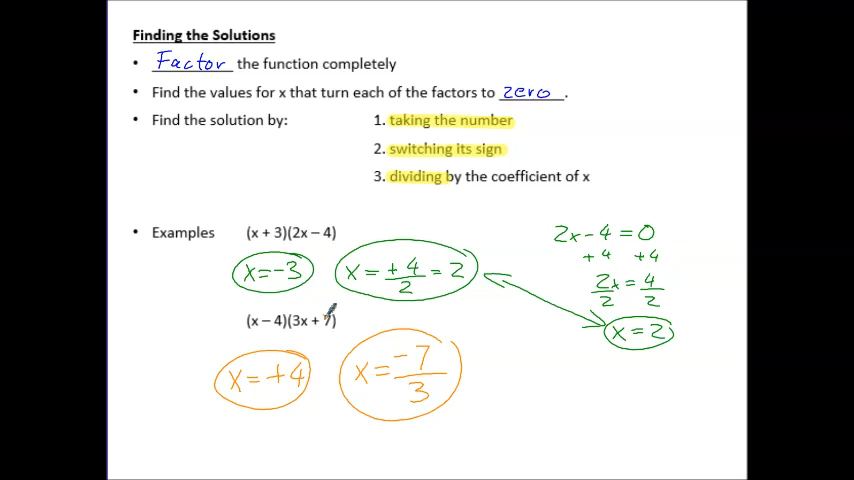 Finding the Solutions
• Factor the function completely
• Find the values for x that turn each of the factors to zero.
• Find the solution by: 1. taking the number
2. switching its sign
3. dividing by the coefficient of x
• Examples (x + 3)(2x – 4) 2x – 4 = 0
+4 +4
x = -3 x = +4/2 = 2 2x/2 = 4/2
(x – 4)(3x + 7) x = 2
x = +4 x = -7/3